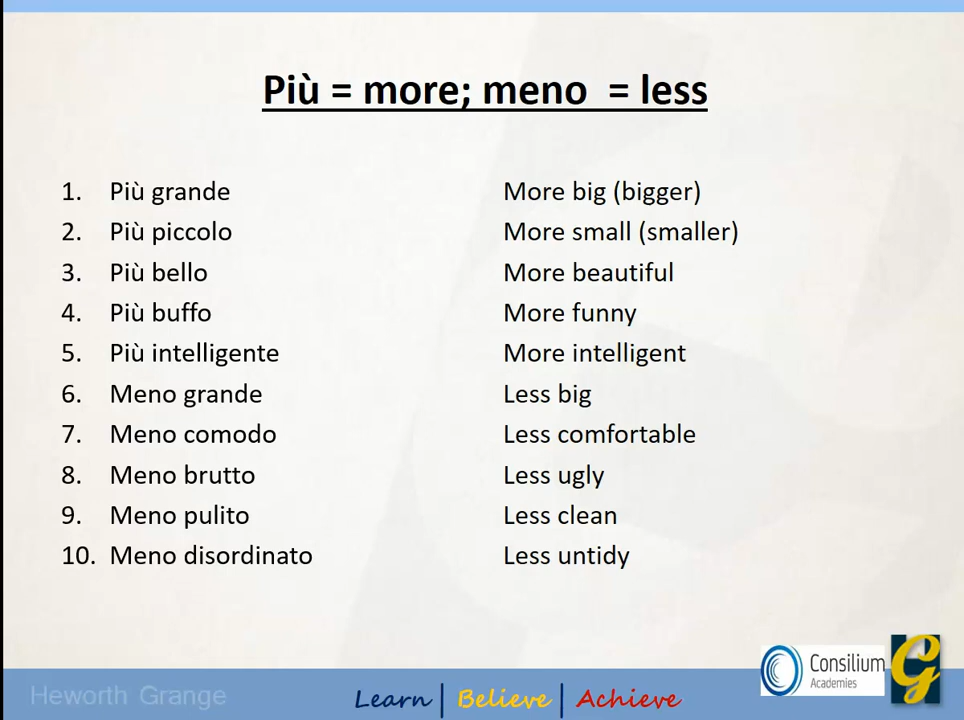 Più = more; meno = less
1. Più grande More big (bigger)
2. Più piccolo More small (smaller)
3. Più bello More beautiful
4. Più buffo More funny
5. Più intelligente More intelligent
6. Meno grande Less big
7. Meno comodo Less comfortable
8. Meno brutto Less ugly
9. Meno pulito Less clean
10. Meno disordinato Less untidy
Consilium
Academies
G
Heworth Grange
Learn | Believe | Achieve